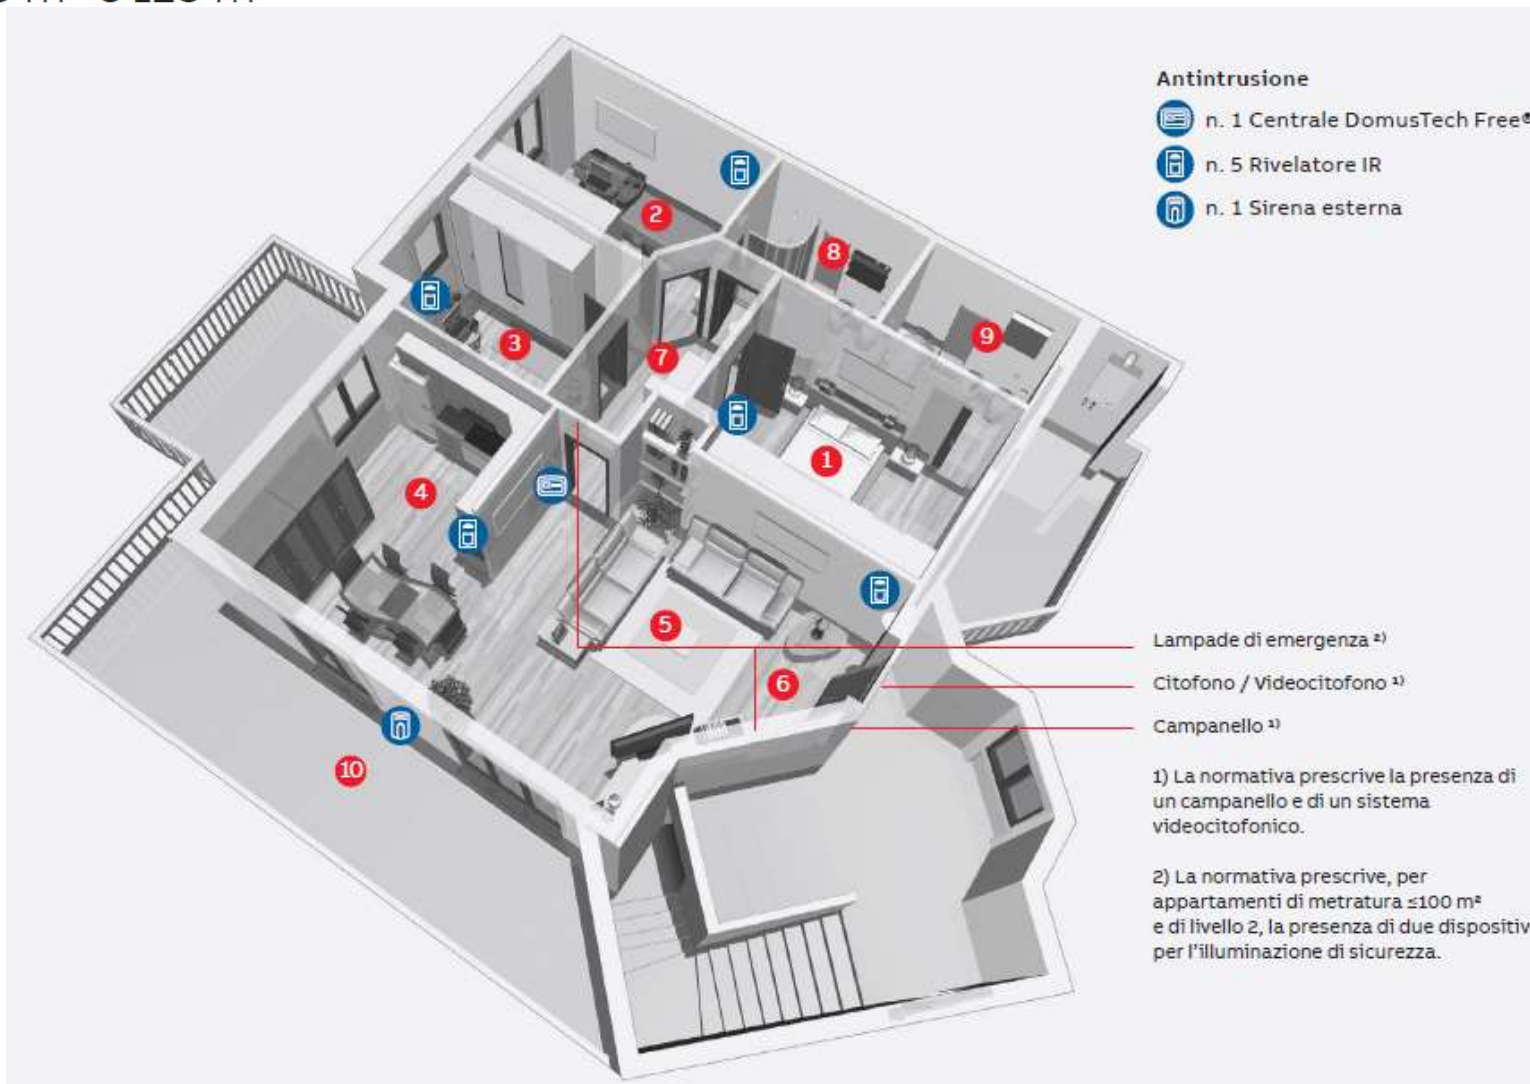 Antintrusione
n. 1 Centrale DomusTech Free®
n. 5 Rivelatore IR
n. 1 Sirena esterna
2
8
9
3
7
1
4
5
6
10
Lampade di emergenza ²⁾
Citofono / Videocitofono ¹⁾
Campanello ¹⁾
1) La normativa prescrive la presenza di
un campanello e di un sistema
videocitofonico.
2) La normativa prescrive, per
appartamenti di metratura ≤100 m²
e di livello 2, la presenza di due dispositiv
per l'illuminazione di sicurezza.